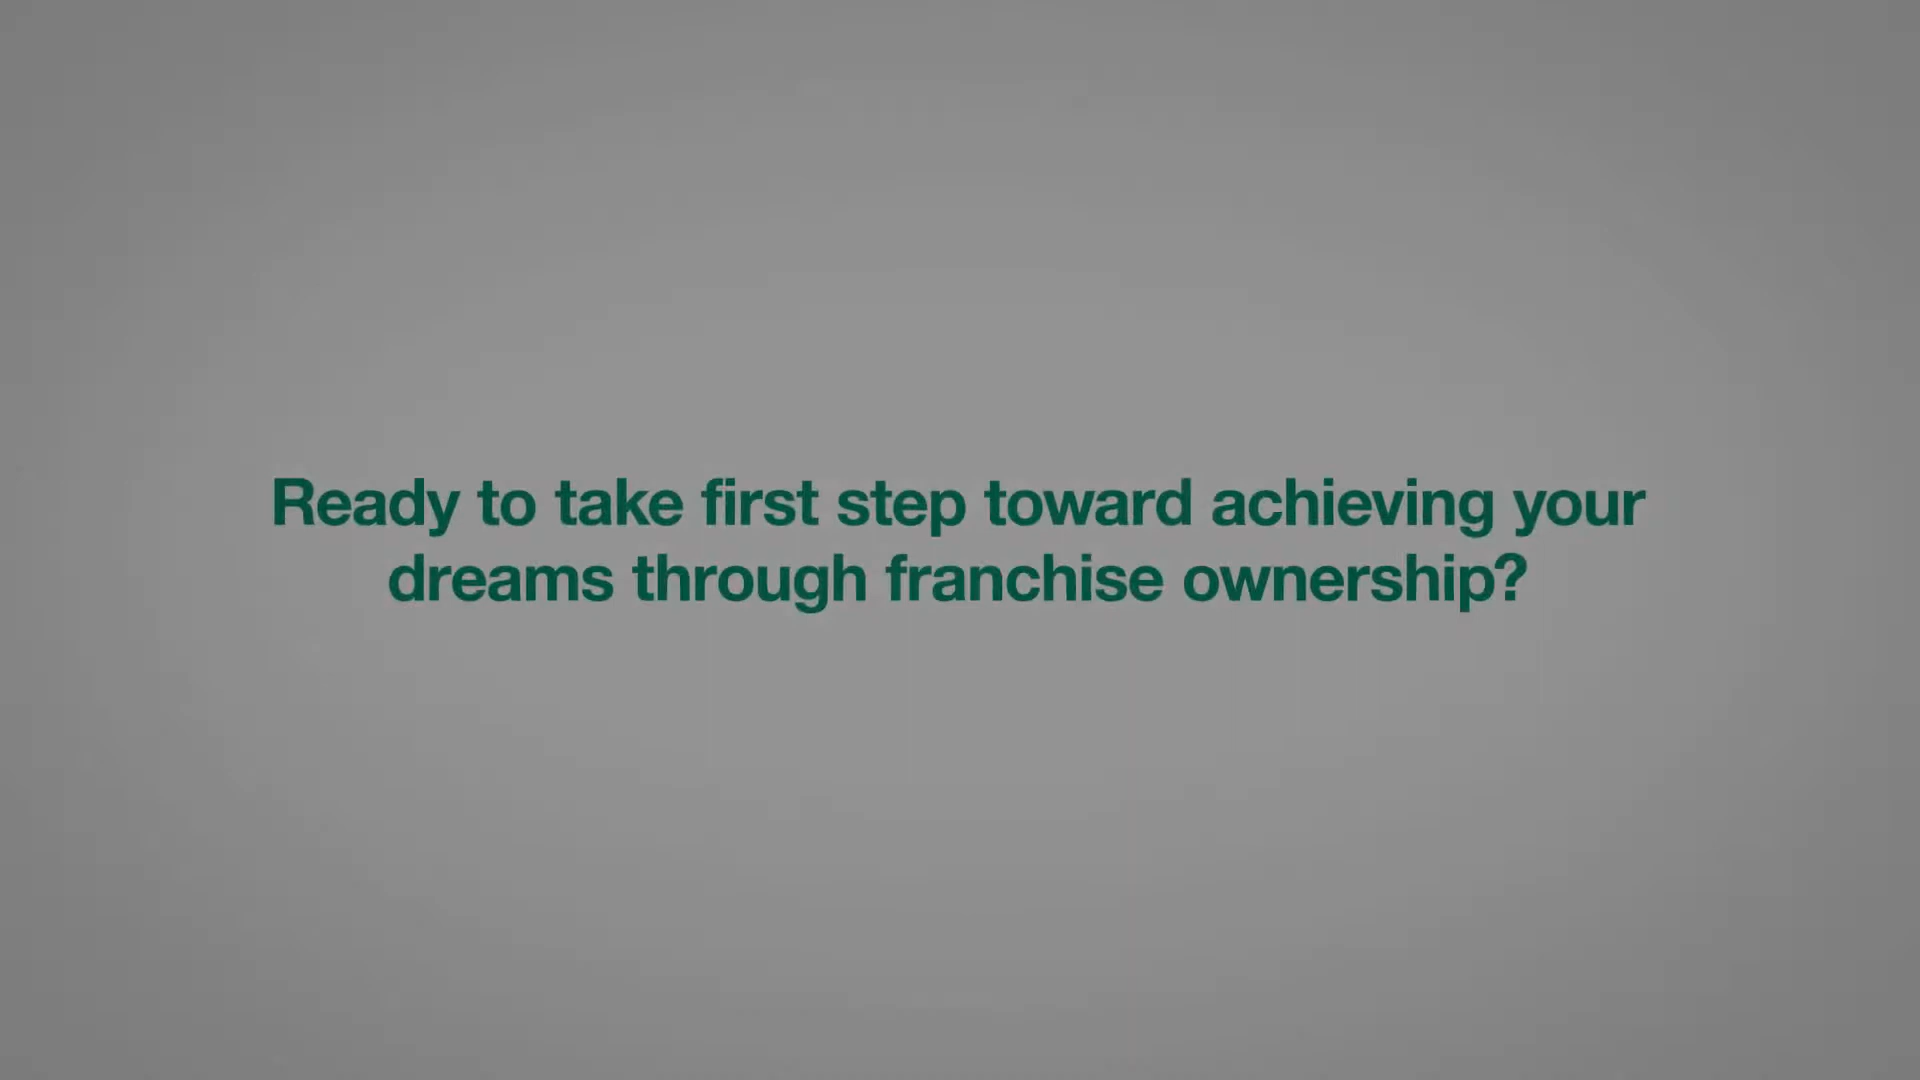 Ready to take first step toward achieving your
dreams through franchise ownership?